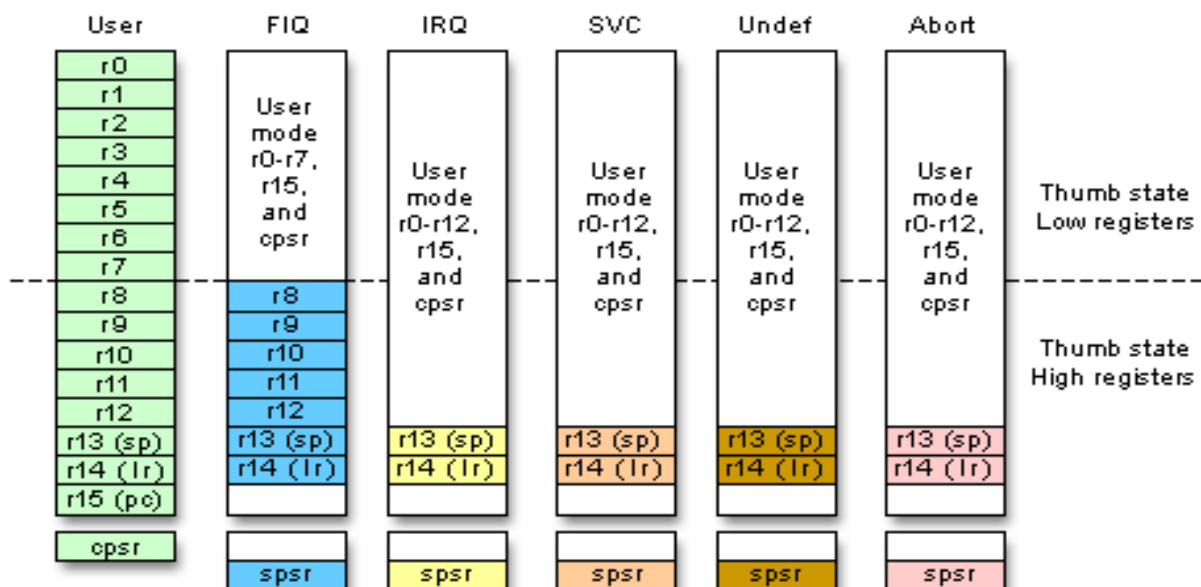 User
FIQ
IRQ
SVC
Undef
Abort
r0
r1
r2
r3
r4
r5
r6
r7
r8
r9
r10
r11
r12
r13 (sp)
r14 (lr)
r15 (pc)
cpsr
User
mode
r0-r7,
r15,
and
cpsr
r8
r9
r10
r11
r12
r13 (sp)
r14 (lr)
spsr
User
mode
r0-r12,
r15,
and
cpsr
r13 (sp)
r14 (lr)
spsr
User
mode
r0-r12,
r15,
and
cpsr
r13 (sp)
r14 (lr)
spsr
User
mode
r0-r12,
r15,
and
cpsr
r13 (sp)
r14 (lr)
spsr
User
mode
r0-r12,
r15,
and
cpsr
r13 (sp)
r14 (lr)
spsr
Thumb state
Low registers
Thumb state
High registers